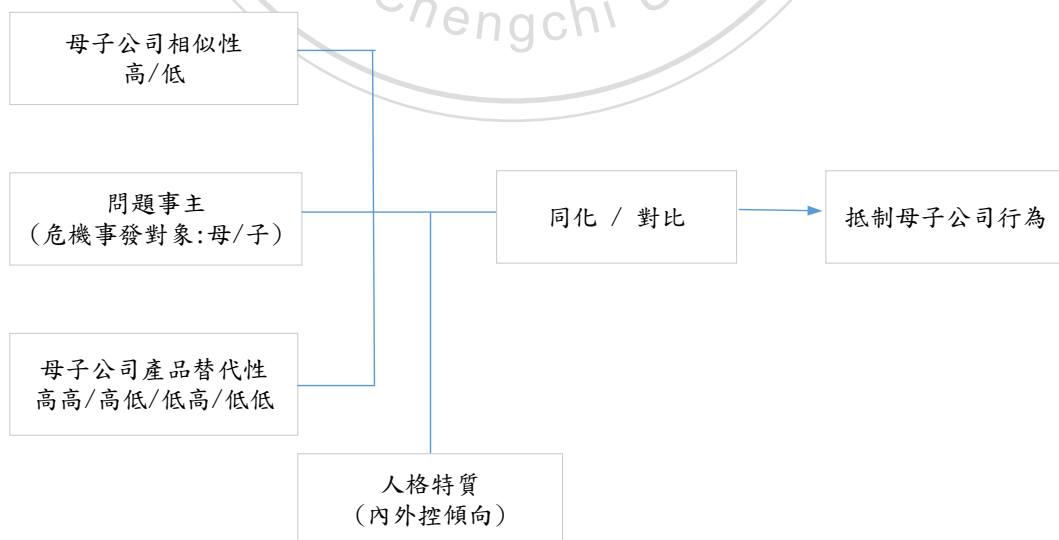 Chengchi U
母子公司相似性
高/低
問題事主
(危機事發對象:母/子)
同化 / 對比
抵制母子公司行為
母子公司產品替代性
高高/高低/低高/低低
人格特質
(內外控傾向)